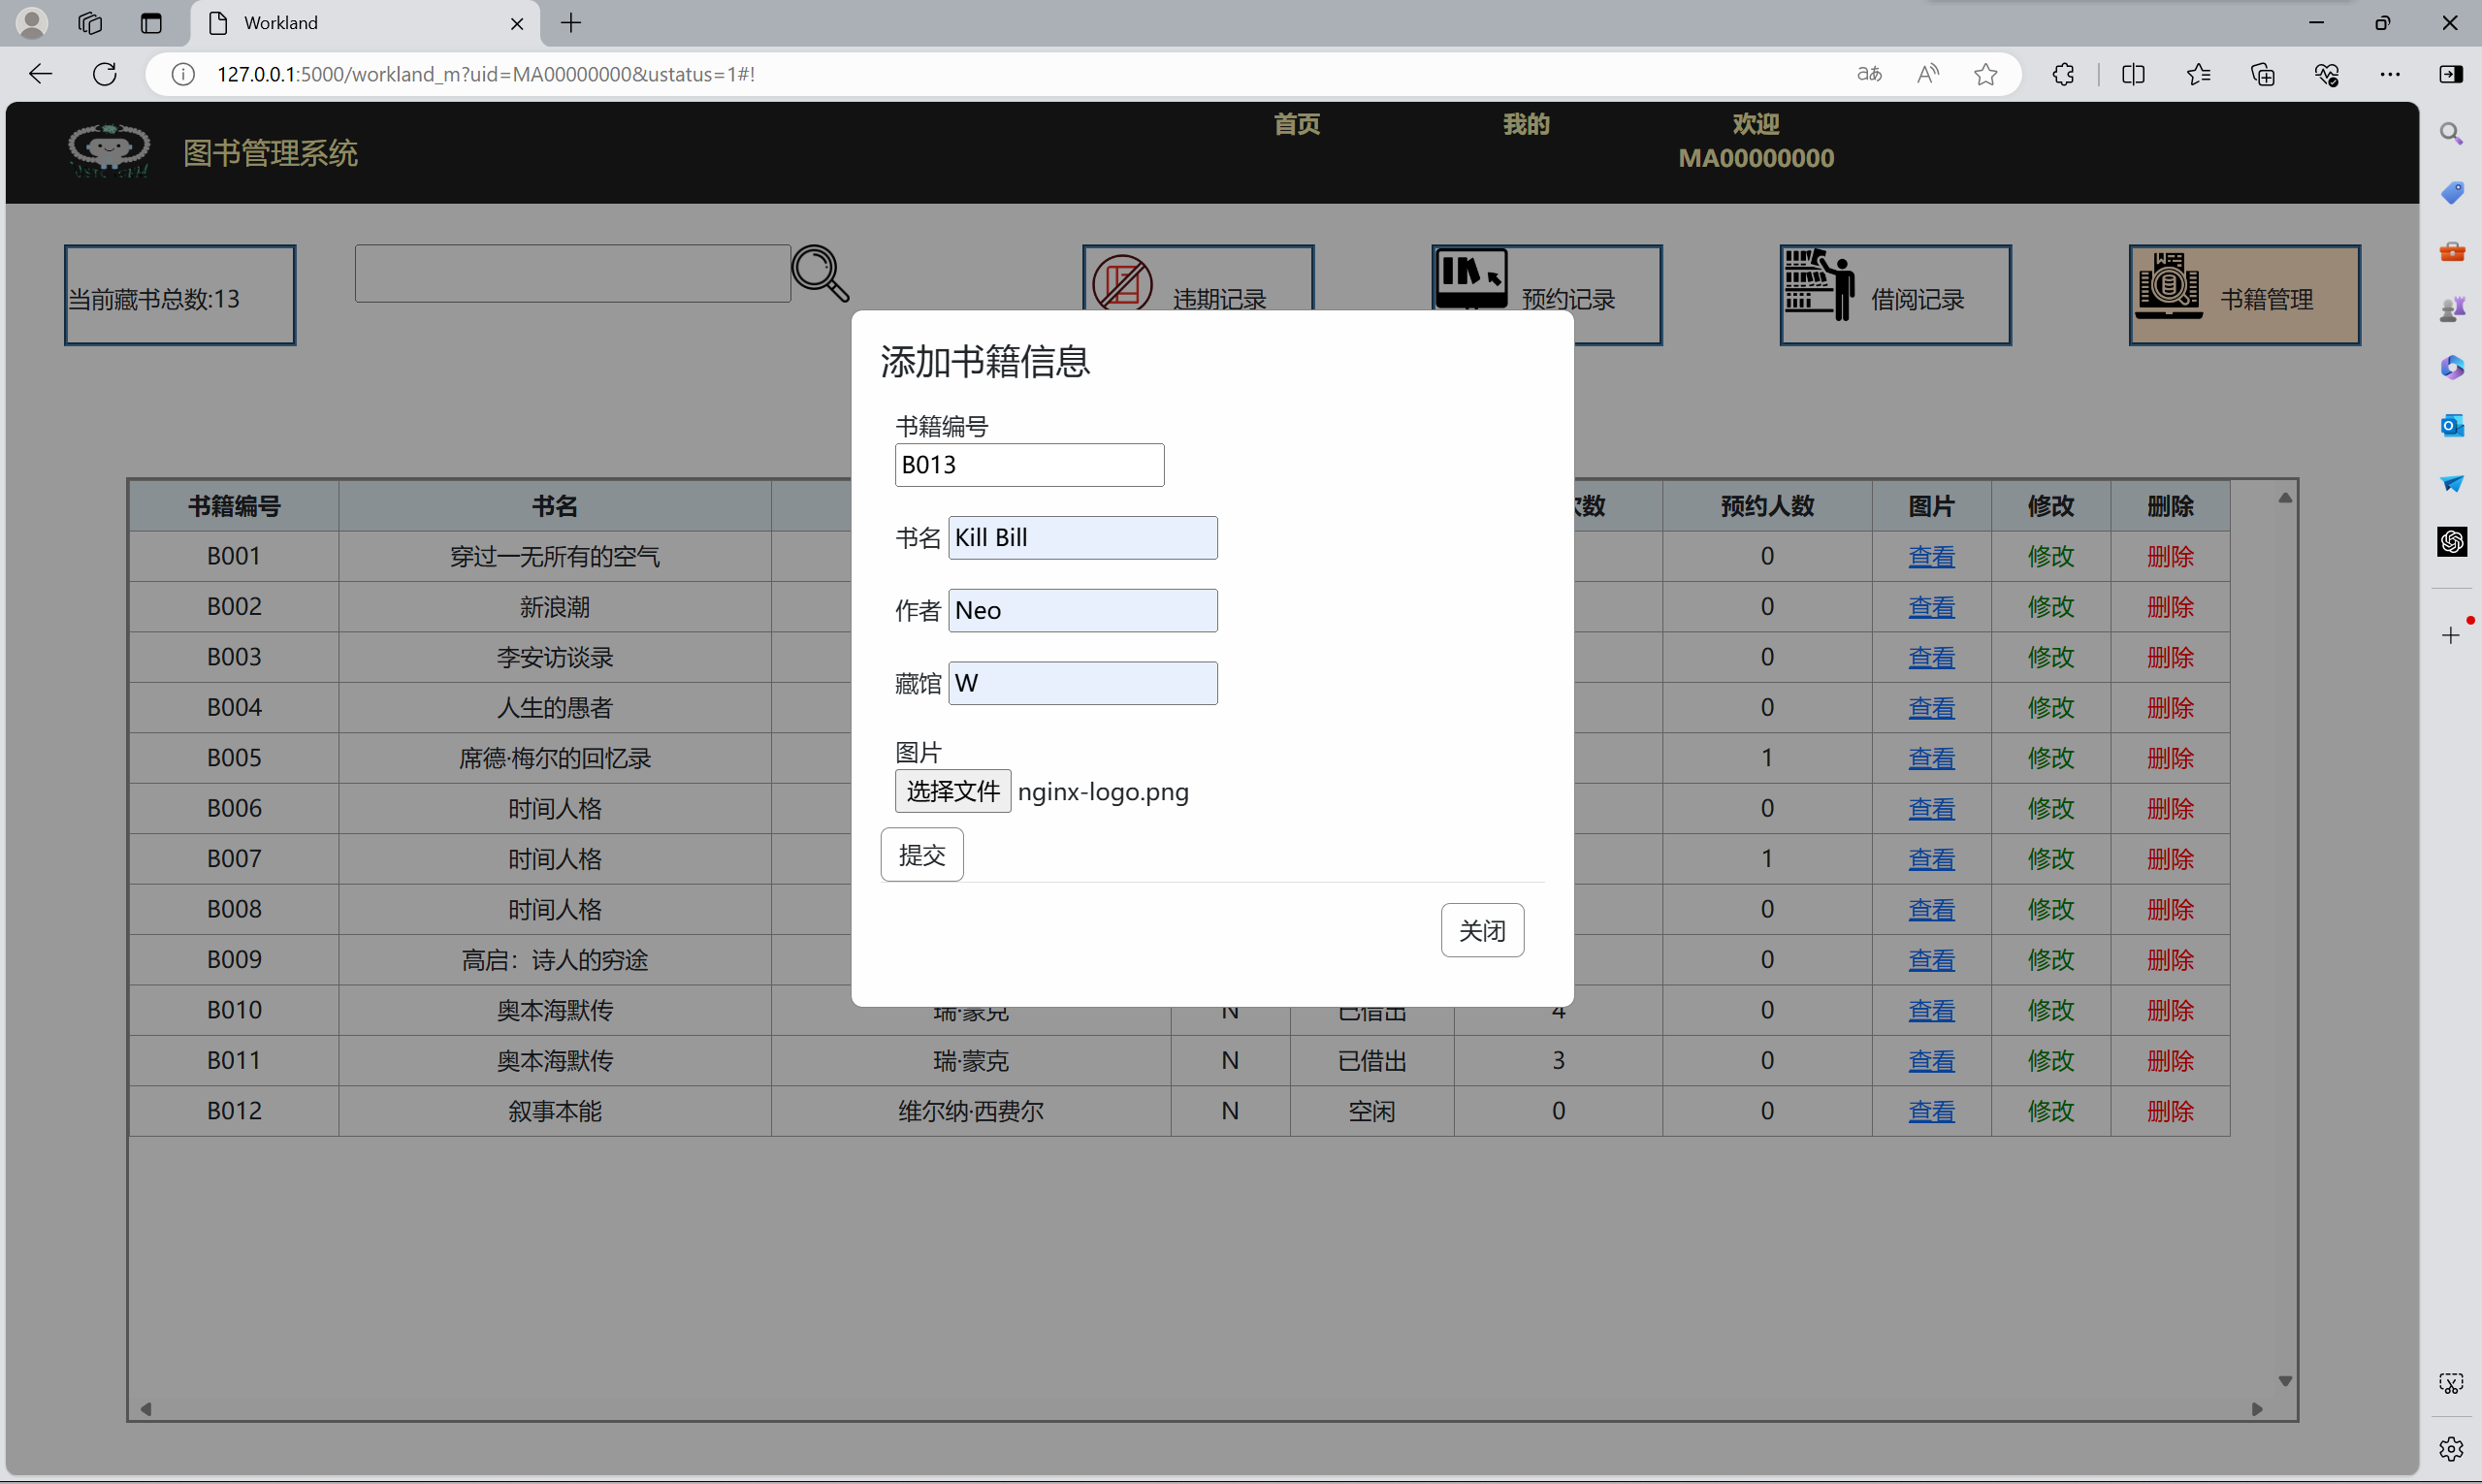 Workland
127.0.0.1:5000/workland_m?uid=MA00000000&ustatus=1#!
图书管理系统
首页
我的
欢迎
MA00000000
当前藏书总数:13
违期记录
预约记录
借阅记录
书籍管理
添加书籍信息
书籍编号
B013
书名 Kill Bill
作者 Neo
藏馆 W
图片
选择文件 nginx-logo.png
提交
关闭
书籍编号 书名 数 预约人数 图片 修改 删除
B001 穿过一无所有的空气 0 查看 修改 删除
B002 新浪潮 0 查看 修改 删除
B003 李安访谈录 0 查看 修改 删除
B004 人生的愚者 0 查看 修改 删除
B005 席德·梅尔的回忆录 1 查看 修改 删除
B006 时间人格 0 查看 修改 删除
B007 时间人格 1 查看 修改 删除
B008 时间人格 0 查看 修改 删除
B009 高启：诗人的穷途 0 查看 修改 删除
B010 奥本海默传 瑞·蒙克 N 已借出 4 0 查看 修改 删除
B011 奥本海默传 瑞·蒙克 N 已借出 3 0 查看 修改 删除
B012 叙事本能 维尔纳·西费尔 N 空闲 0 0 查看 修改 删除